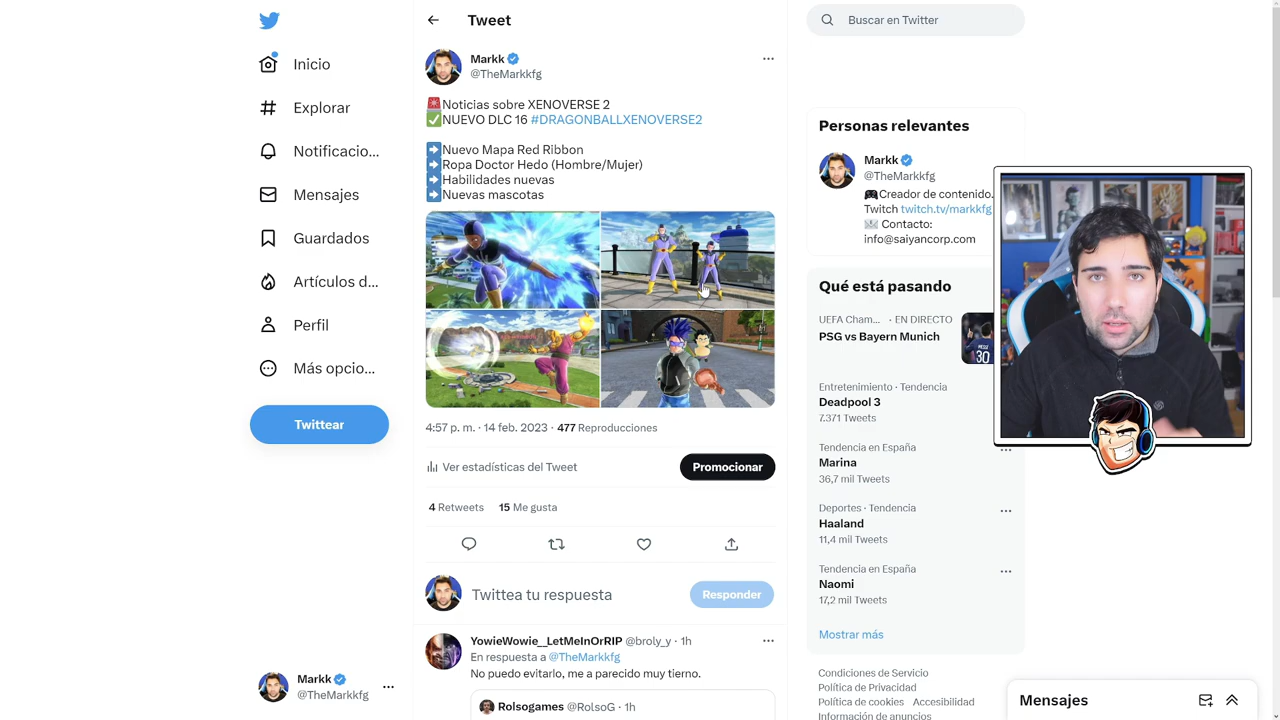 Tweet
Buscar en Twitter
Inicio
Explorar
Notificacio...
Mensajes
Guardados
Artículos d...
Perfil
Más opcio...
Twittear
Markk
@TheMarkkfg
Markk
@TheMarkkfg
Noticias sobre XENOVERSE 2
NUEVO DLC 16 #DRAGONBALLXENOVERSE2
Nuevo Mapa Red Ribbon
Ropa Doctor Hedo (Hombre/Mujer)
Habilidades nuevas
Nuevas mascotas
4:57 p. m. · 14 feb. 2023 · 477 Reproducciones
Ver estadísticas del Tweet
Promocionar
4 Retweets 15 Me gusta
Twittea tu respuesta
Responder
YowieWowie_LetMeInOrRIP @broly_y · 1h
En respuesta a @TheMarkkfg
No puedo evitarlo, me a parecido muy tierno.
Rolsogames @RolsoG · 1h
Personas relevantes
Markk
@TheMarkkfg
Creador de contenido.
Twitch twitch.tv/markkfg
Contacto:
info@saiyancorp.com
Qué está pasando
UEFA Cham... · EN DIRECTO
PSG vs Bayern Munich
30
Entretenimiento · Tendencia
Deadpool 3
7.371 Tweets
Tendencia en España
Marina
36,7 mil Tweets
Deportes · Tendencia
Haaland
11,4 mil Tweets
Tendencia en España
Naomi
17,2 mil Tweets
Mostrar más
Condiciones de Servicio
Política de Privacidad
Política de cookies Accesibilidad
Información de anuncios
Mensajes